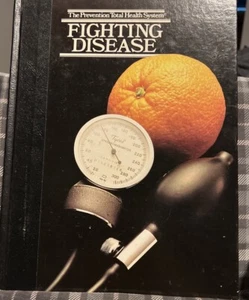 The Prevention Total Health System®
FIGHTING
DISEASE